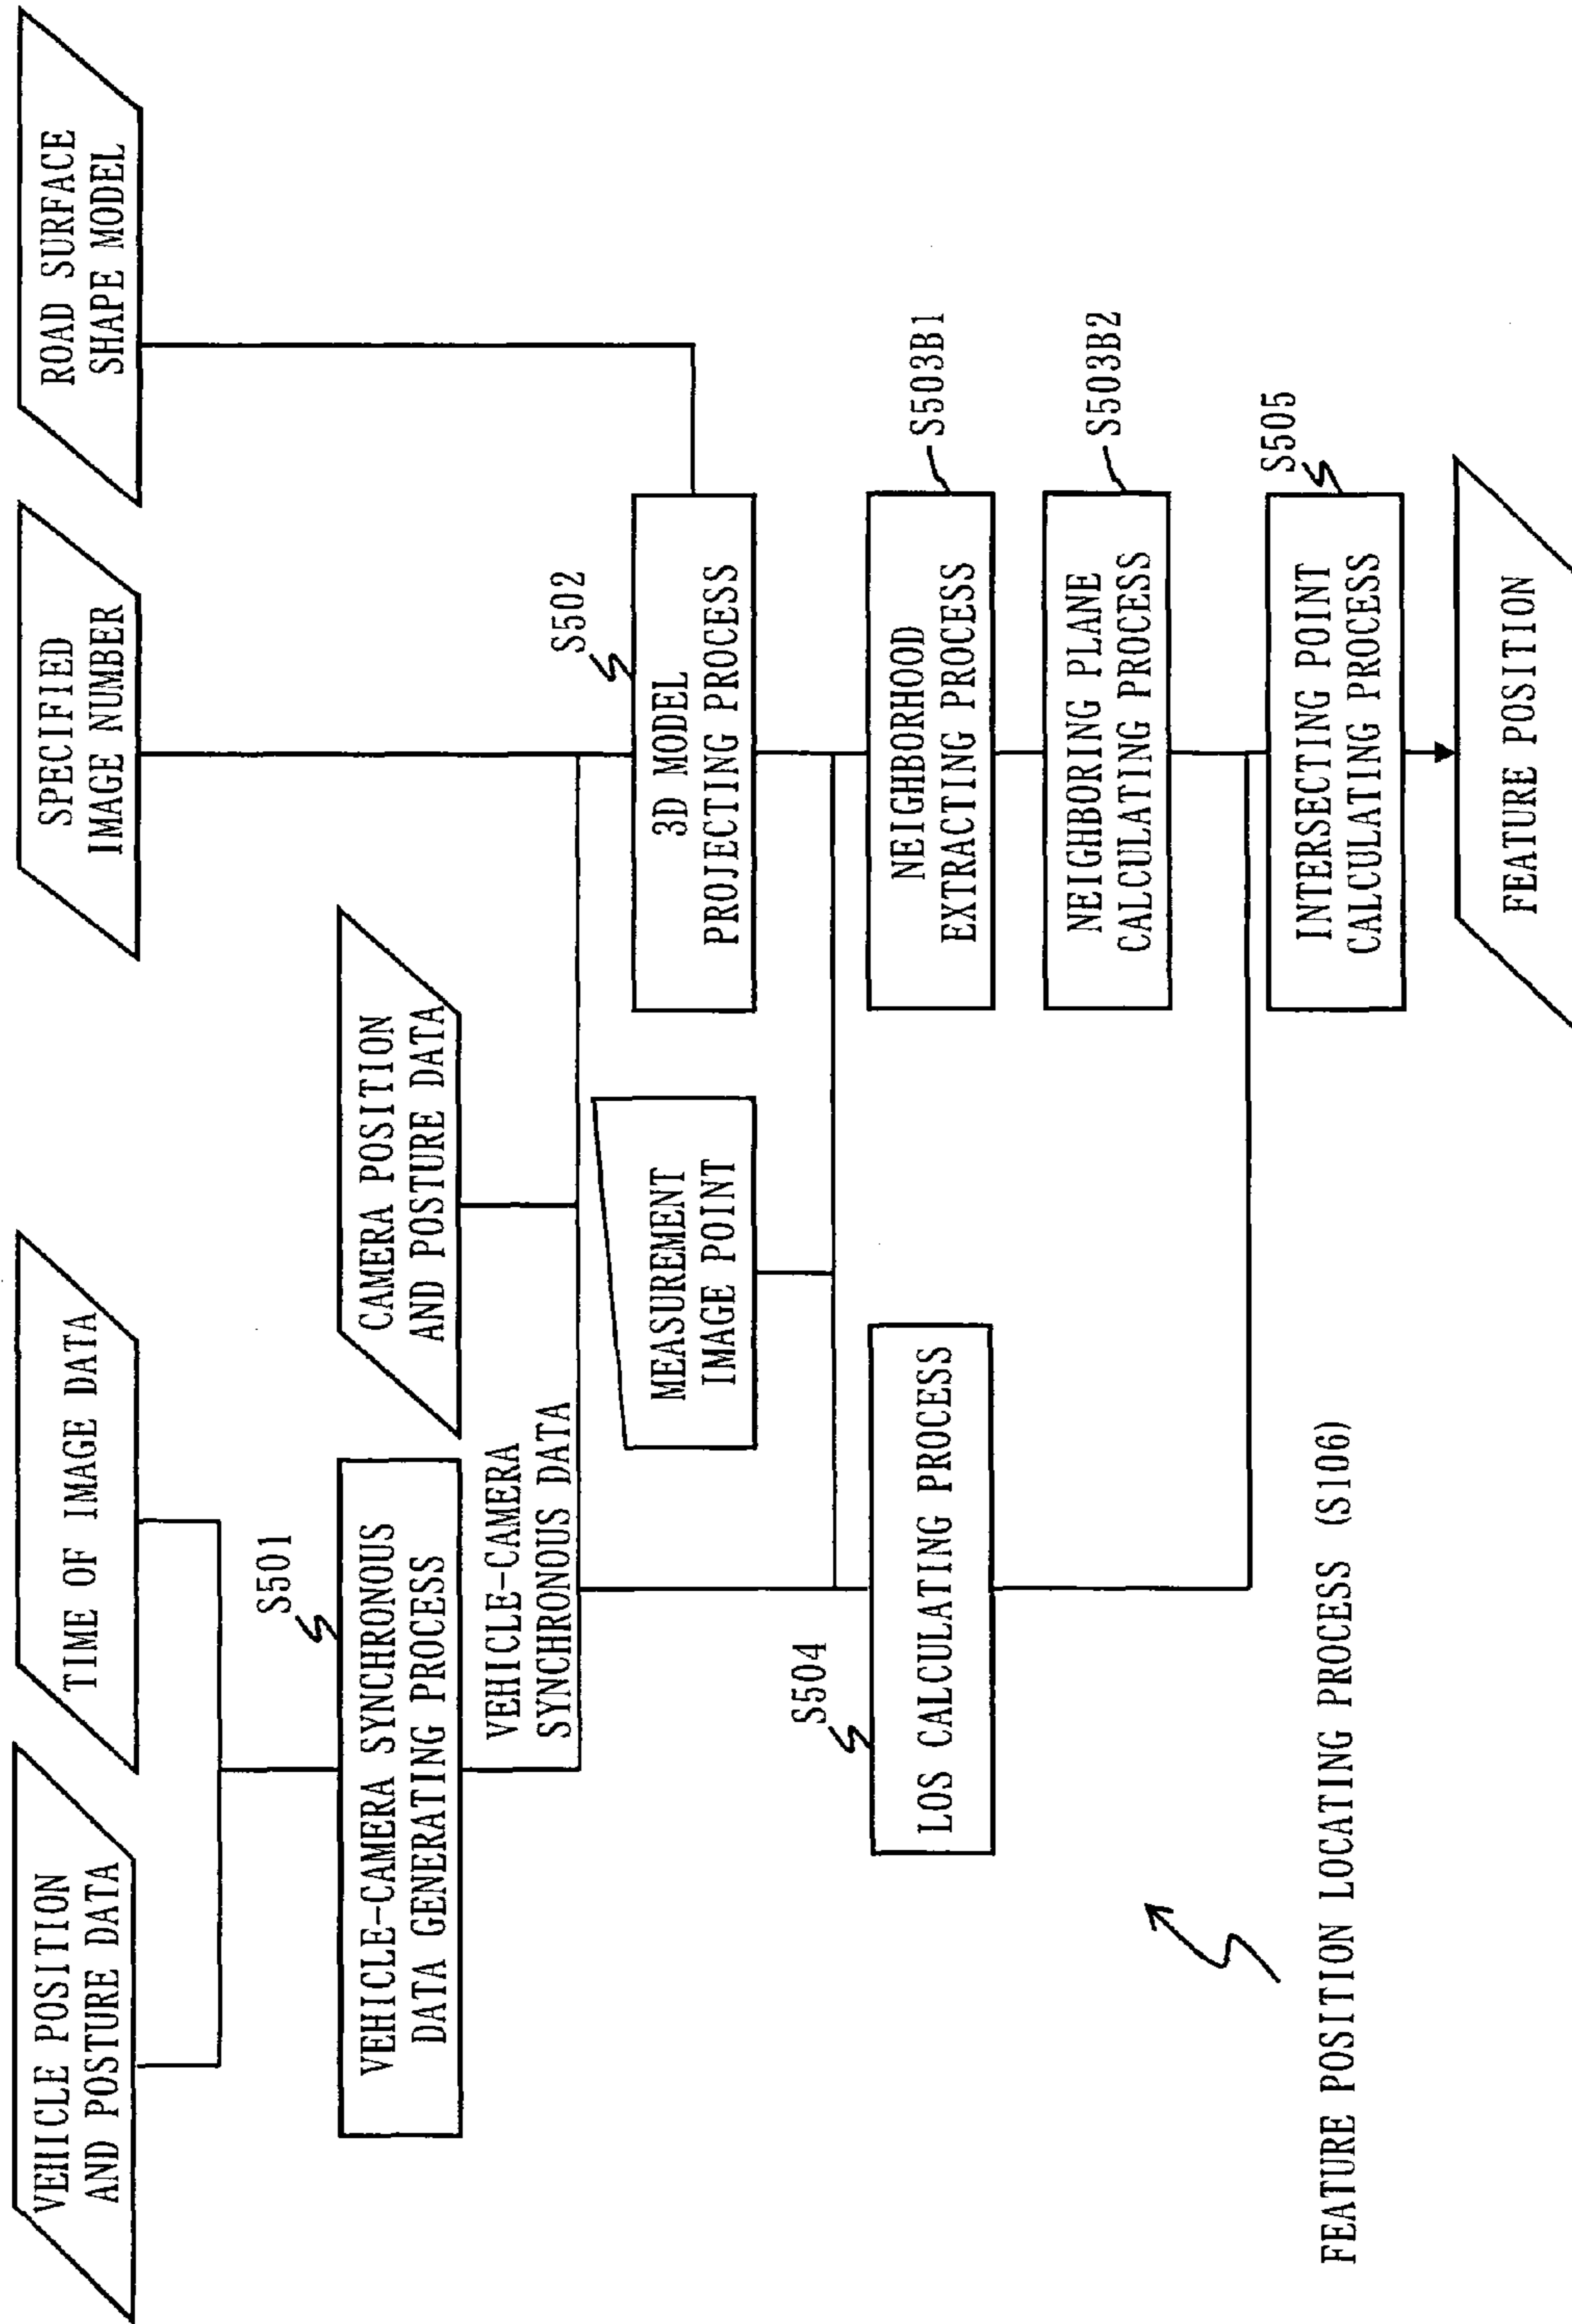 VEHICLE POSITION
AND POSTURE DATA
TIME OF IMAGE DATA
SPECIFIED
IMAGE NUMBER
ROAD SURFACE
SHAPE MODEL
S501
VEHICLE-CAMERA SYNCHRONOUS
DATA GENERATING PROCESS
CAMERA POSITION
AND POSTURE DATA
VEHICLE-CAMERA
SYNCHRONOUS DATA
S502
3D MODEL
PROJECTING PROCESS
MEASUREMENT
IMAGE POINT
S504
LOS CALCULATING PROCESS
NEIGHBORHOOD
EXTRACTING PROCESS
S503B1
NEIGHBORING PLANE
CALCULATING PROCESS
S503B2
S505
INTERSECTING POINT
CALCULATING PROCESS
FEATURE POSITION
FEATURE POSITION LOCATING PROCESS (S106)